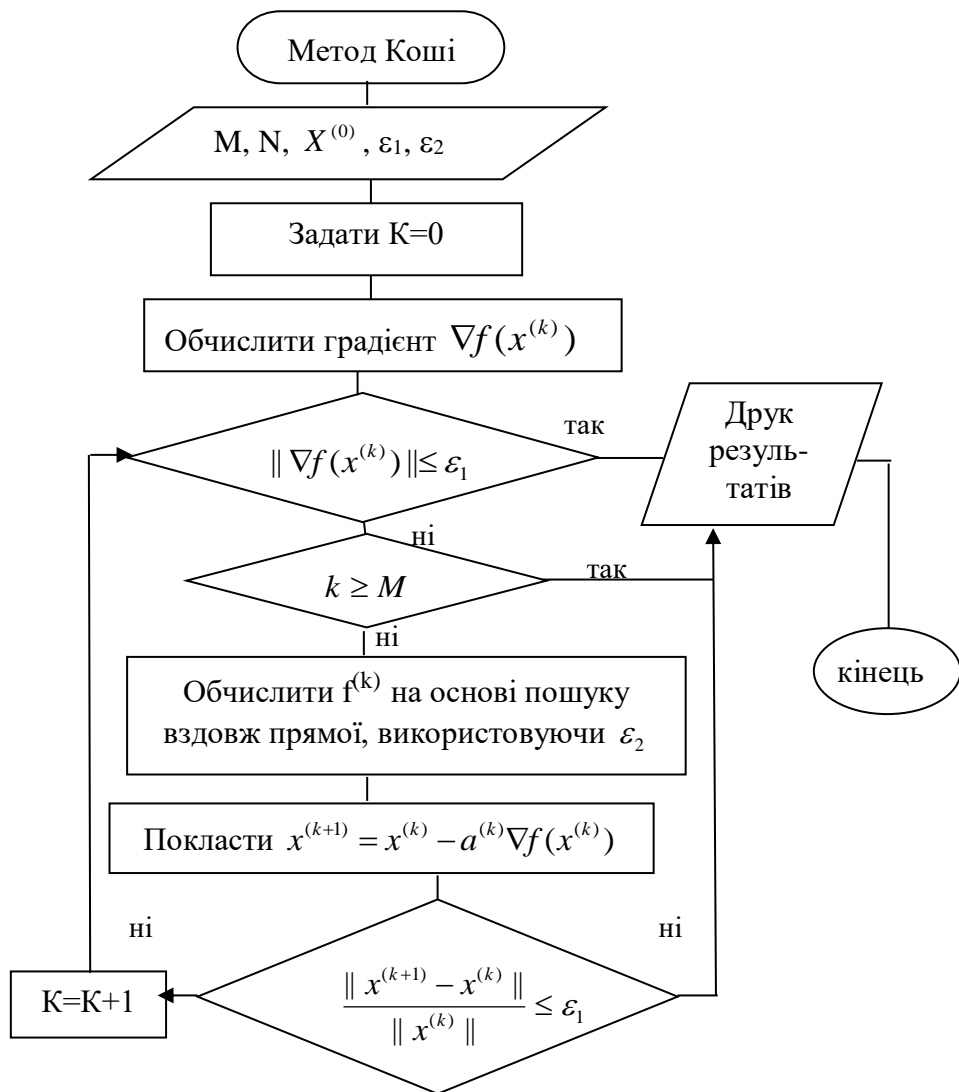 Метод Коші
M, N, X^{(0)}, ε₁, ε₂
Задати К=0
Обчислити градієнт ∇f(x^{(k)})
|| ∇f(x^{(k)}) || ≤ ε₁
так
Друк
резуль-
татів
ні
k ≥ M
так
ні
кінець
Обчислити f^{(k)} на основі пошуку
вздовж прямої, використовуючи ε₂
Покласти x^{(k+1)} = x^{(k)} − a^{(k)}∇f(x^{(k)})
ні
ні
К=К+1
|| x^{(k+1)} − x^{(k)} || / || x^{(k)} || ≤ ε₁